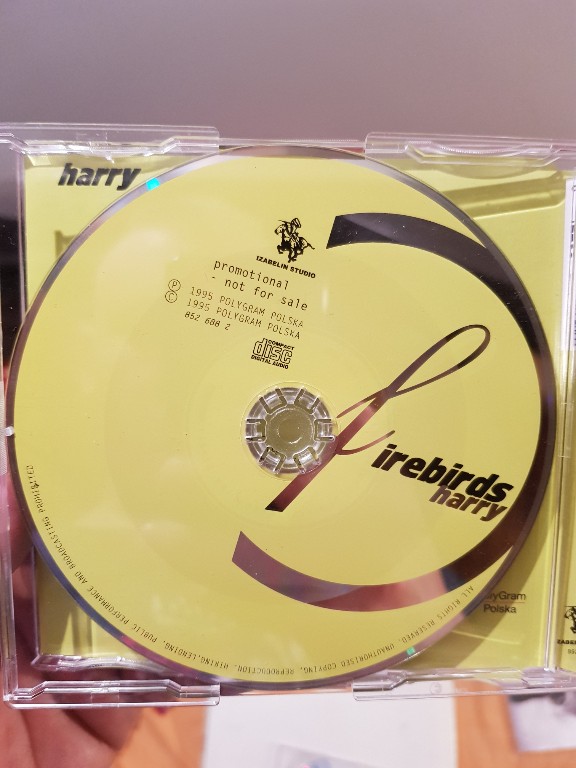 harry
IZABELIN STUDIO
promotional
- not for sale
Ⓟ 1995 POLYGRAM POLSKA
© 1995 POLYGRAM POLSKA
852 608 2
COMPACT
disc
DIGITAL AUDIO
firebirds
harry
ALL RIGHTS RESERVED. UNAUTHORISED COPYING, REPRODUCTION, HIRING, LENDING, PUBLIC PERFORMANCE AND BROADCASTING PROHIBITED
Polska